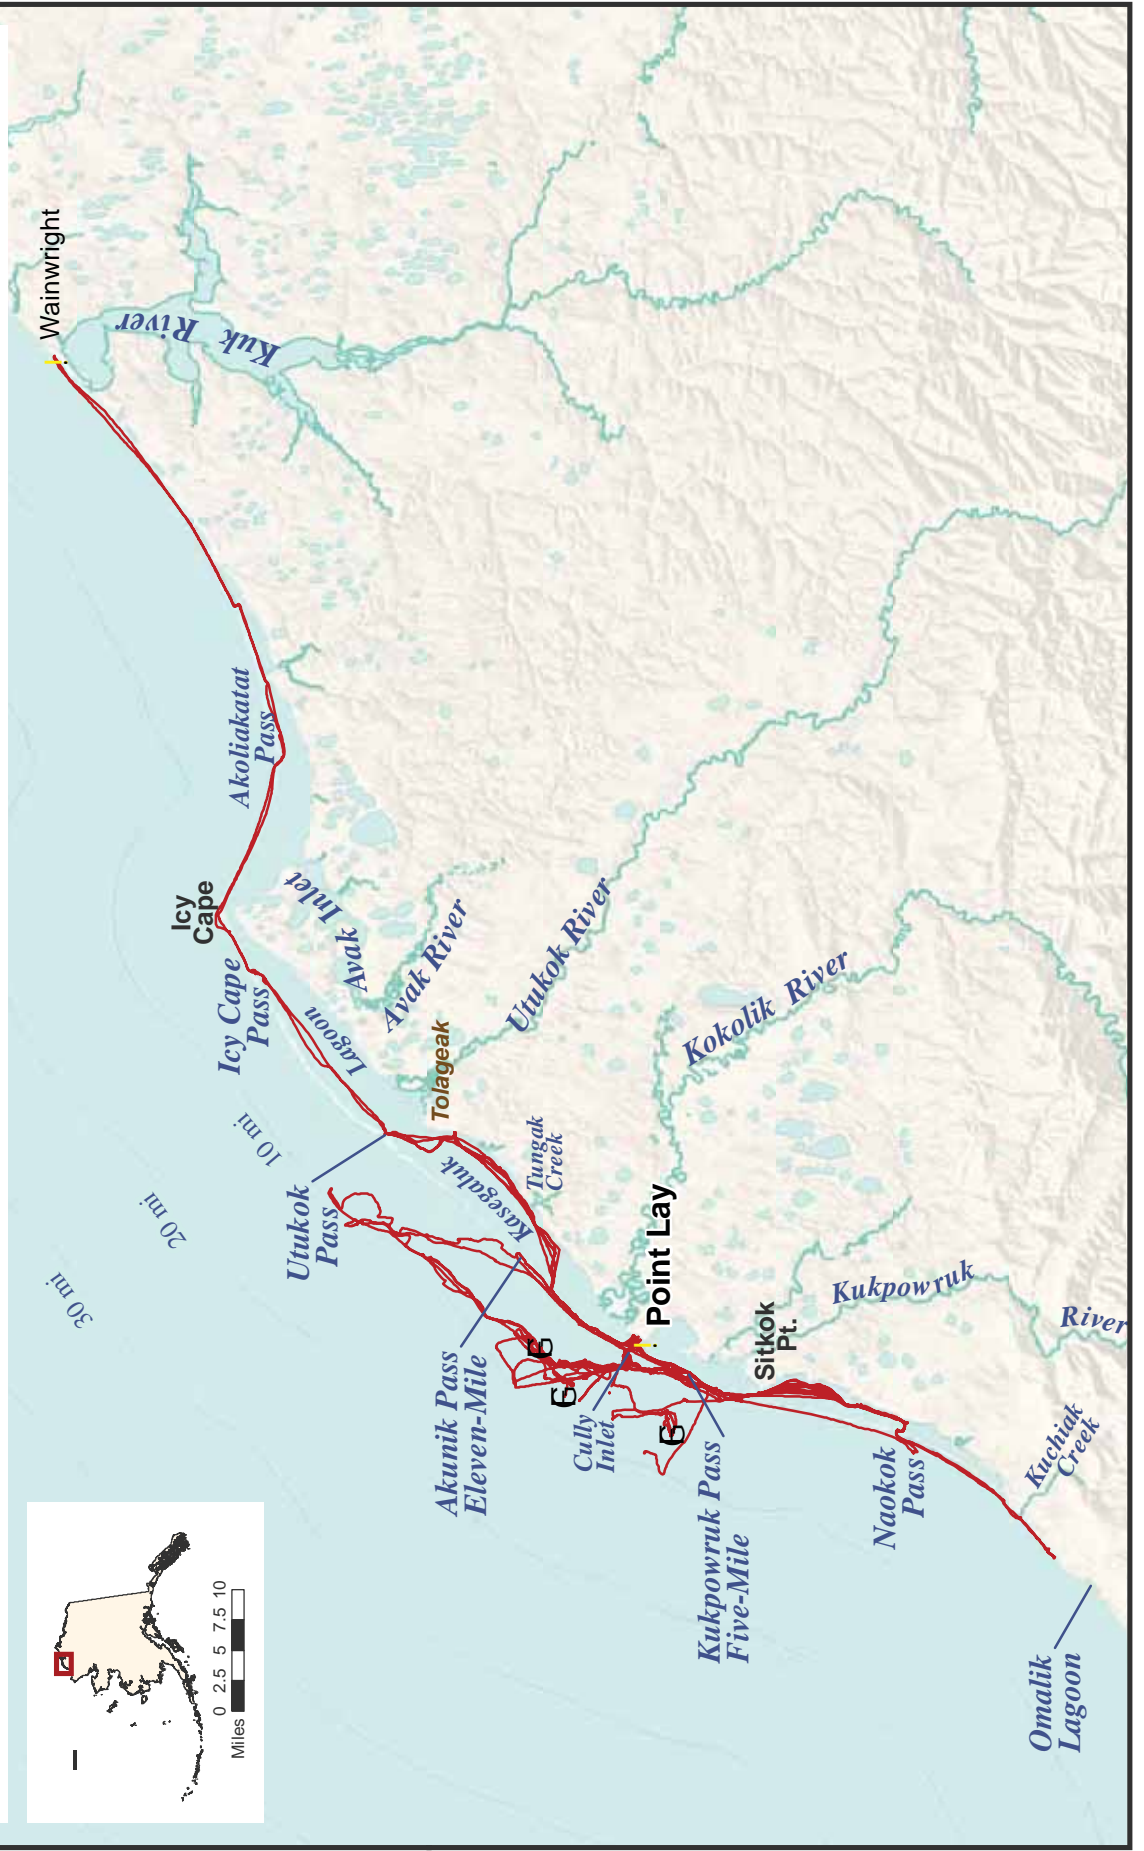 Wainwright
Kuk River
Akoliakatat
Pass
Icy
Cape
Avak Inlet
Icy Cape
Pass
Avak River
Lagoon
Utukok River
Tolageak
Kokolik River
10 mi
20 mi
30 mi
Kasegaluk
Tungak
Creek
Utukok
Pass
Point Lay
Kukpowruk
River
Sitkok
Pt.
Akunik Pass
Eleven-Mile
Cully
Inlet
Kukpowruk Pass
Five-Mile
Naokok
Pass
Kuchiak
Creek
Omalik
Lagoon
0 2.5 5 7.5 10
Miles